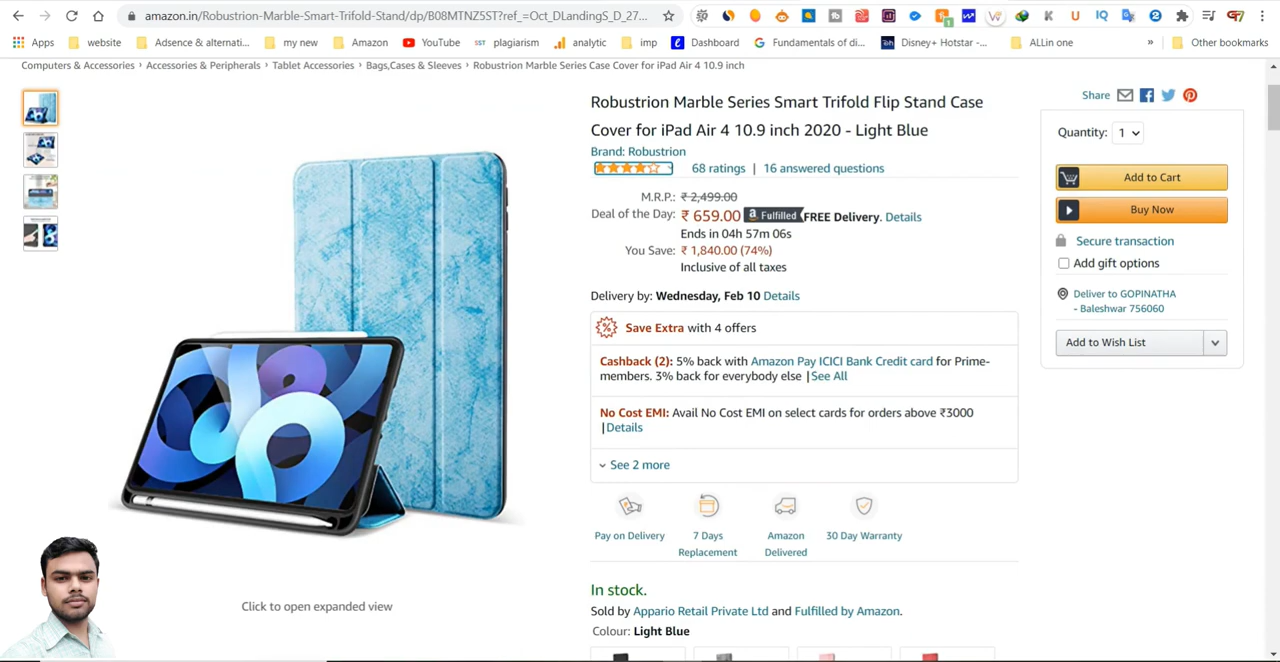 amazon.in/Robustrion-Marble-Smart-Trifold-Stand/dp/B08MTNZ5ST?ref_=Oct_DLandingS_D_27...
Apps website Adsence & alternati... my new Amazon YouTube SST plagiarism analytic imp Dashboard Fundamentals of di... Disney+ Hotstar -... ALLin one » Other bookmarks
Computers & Accessories › Accessories & Peripherals › Tablet Accessories › Bags,Cases & Sleeves › Robustrion Marble Series Case Cover for iPad Air 4 10.9 inch
Share
Robustrion Marble Series Smart Trifold Flip Stand Case
Cover for iPad Air 4 10.9 inch 2020 - Light Blue
Brand: Robustrion
68 ratings | 16 answered questions
M.R.P.: ₹ 2,499.00
Deal of the Day: ₹ 659.00 a Fulfilled FREE Delivery. Details
Ends in 04h 57m 06s
You Save: ₹ 1,840.00 (74%)
Inclusive of all taxes
Delivery by: Wednesday, Feb 10 Details
Save Extra with 4 offers
Cashback (2): 5% back with Amazon Pay ICICI Bank Credit card for Prime-
members. 3% back for everybody else |See All
No Cost EMI: Avail No Cost EMI on select cards for orders above ₹3000
|Details
See 2 more
Pay on Delivery
7 Days
Replacement
Amazon
Delivered
30 Day Warranty
In stock.
Sold by Appario Retail Private Ltd and Fulfilled by Amazon.
Colour: Light Blue
Quantity: 1
Add to Cart
Buy Now
Secure transaction
Add gift options
Deliver to GOPINATHA
- Baleshwar 756060
Add to Wish List
Click to open expanded view